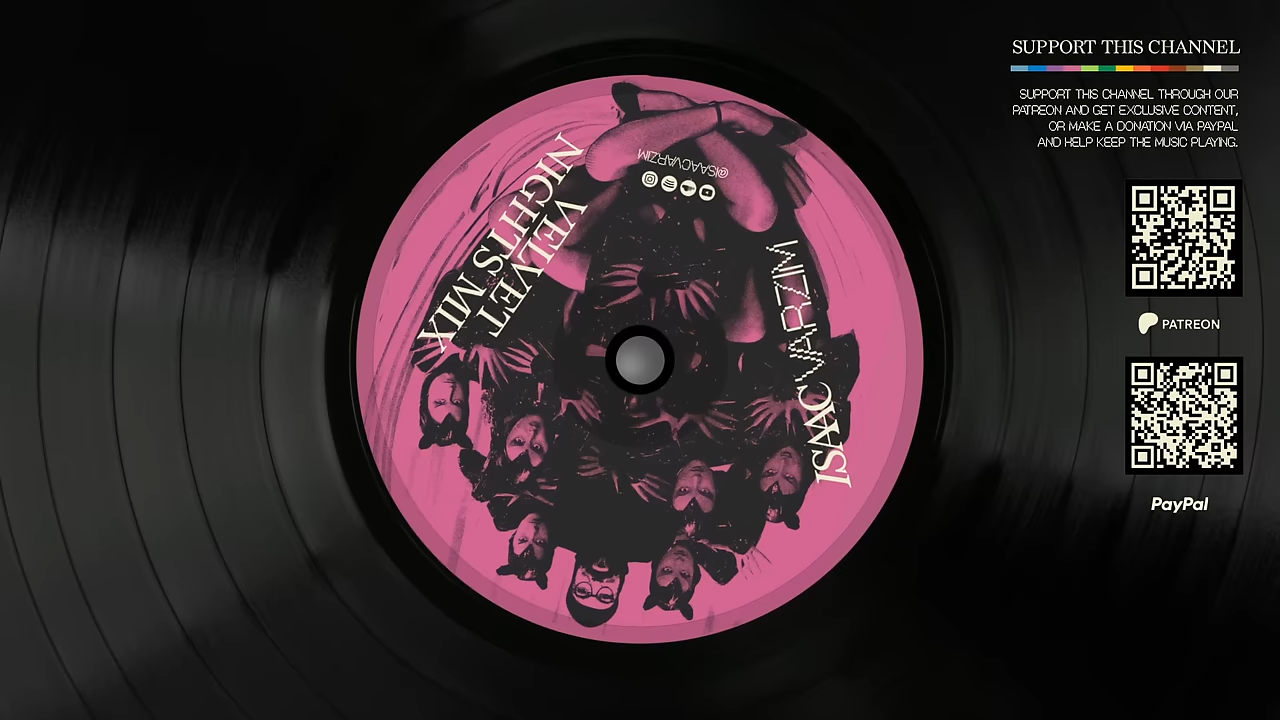 SUPPORT THIS CHANNEL
SUPPORT THIS CHANNEL THROUGH OUR
PATREON AND GET EXCLUSIVE CONTENT,
OR MAKE A DONATION VIA PAYPAL
AND HELP KEEP THE MUSIC PLAYING.
PATREON
PayPal
VELVET
NIGHTS MIX
ISAAC VARZIM
@ISAACVARZIM